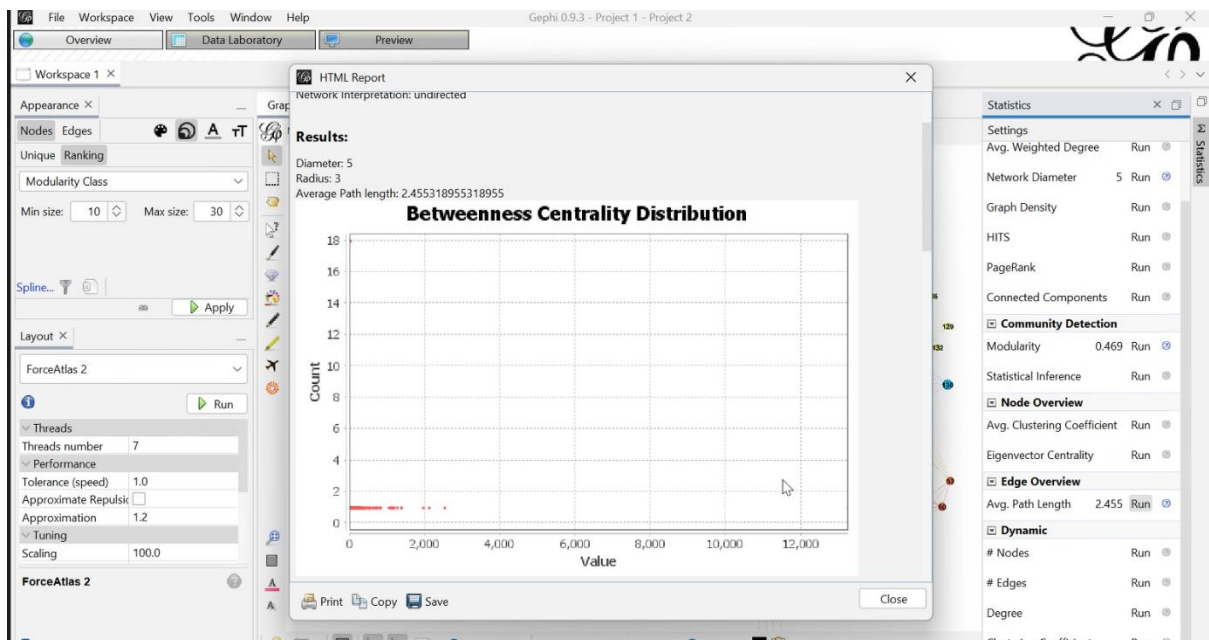 File Workspace View Tools Window Help Gephi 0.9.3 - Project 1 - Project 2
Overview Data Laboratory Preview
Workspace 1
Appearance
Nodes Edges
Unique Ranking
Modularity Class
Min size: 10 Max size: 30
Spline...
Apply
Layout
ForceAtlas 2
Run
Threads
Threads number 7
Performance
Tolerance (speed) 1.0
Approximate Repulsic
Approximation 1.2
Tuning
Scaling 100.0
ForceAtlas 2
Grap
HTML Report
Network Interpretation: undirected
Results:
Diameter: 5
Radius: 3
Average Path length: 2.455318955318955
Betweenness Centrality Distribution
18
16
14
12
10
8
6
4
2
0
Count
0 2,000 4,000 6,000 8,000 10,000 12,000
Value
Print Copy Save Close
129
132
Statistics
Settings
Avg. Weighted Degree Run
Network Diameter 5 Run
Graph Density Run
HITS Run
PageRank Run
Connected Components Run
Community Detection
Modularity 0.469 Run
Statistical Inference Run
Node Overview
Avg. Clustering Coefficient Run
Eigenvector Centrality Run
Edge Overview
Avg. Path Length 2.455 Run
Dynamic
# Nodes Run
# Edges Run
Degree Run
Statistics